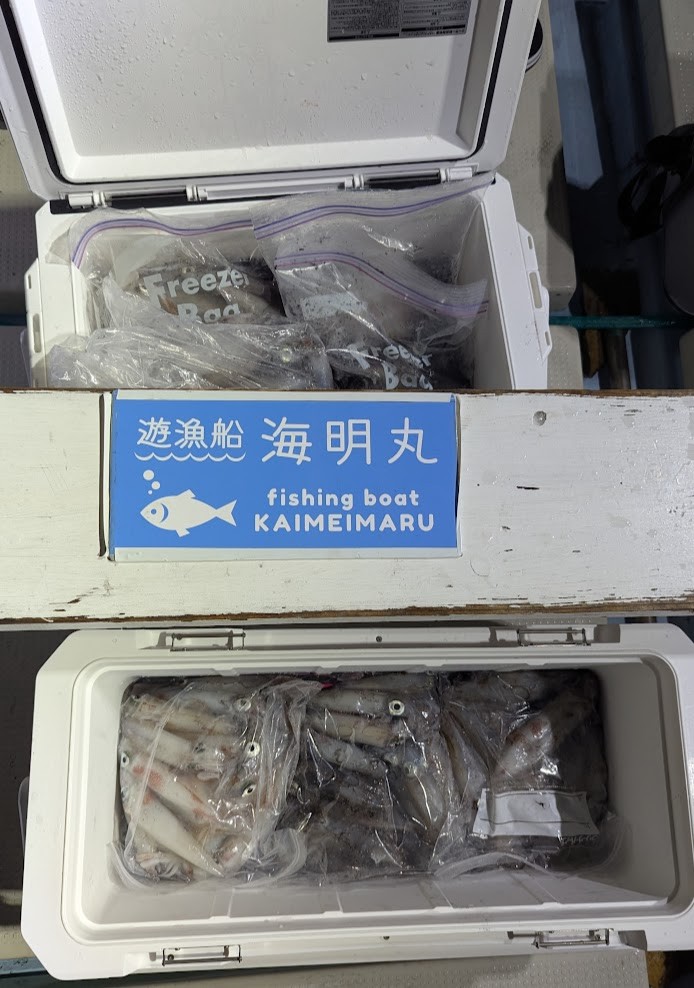 Freezer
Bag
Freezer
Bag
遊漁船 海明丸
fishing boat
KAIMEIMARU